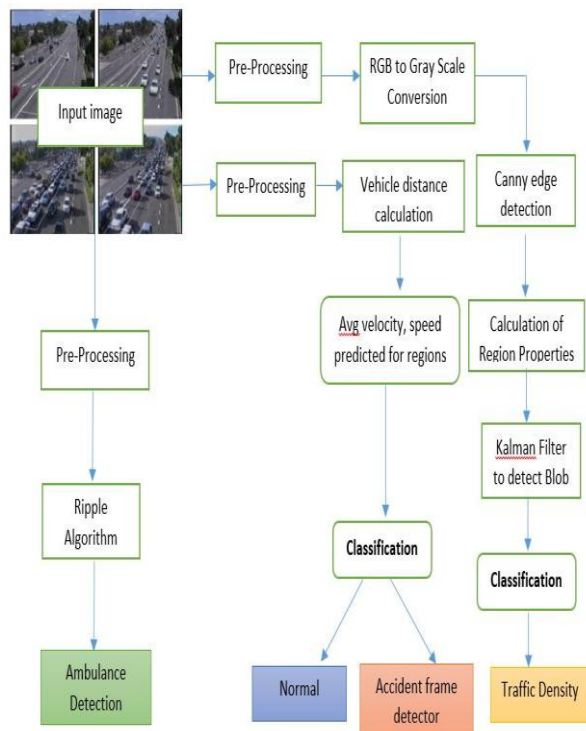 Input image
Pre-Processing
RGB to Gray Scale
Conversion
Pre-Processing
Vehicle distance
calculation
Canny edge
detection
Pre-Processing
Avg velocity, speed
predicted for regions
Calculation of
Region Properties
Ripple
Algorithm
Kalman Filter
to detect Blob
Classification
Classification
Ambulance
Detection
Normal
Accident frame
detector
Traffic Density